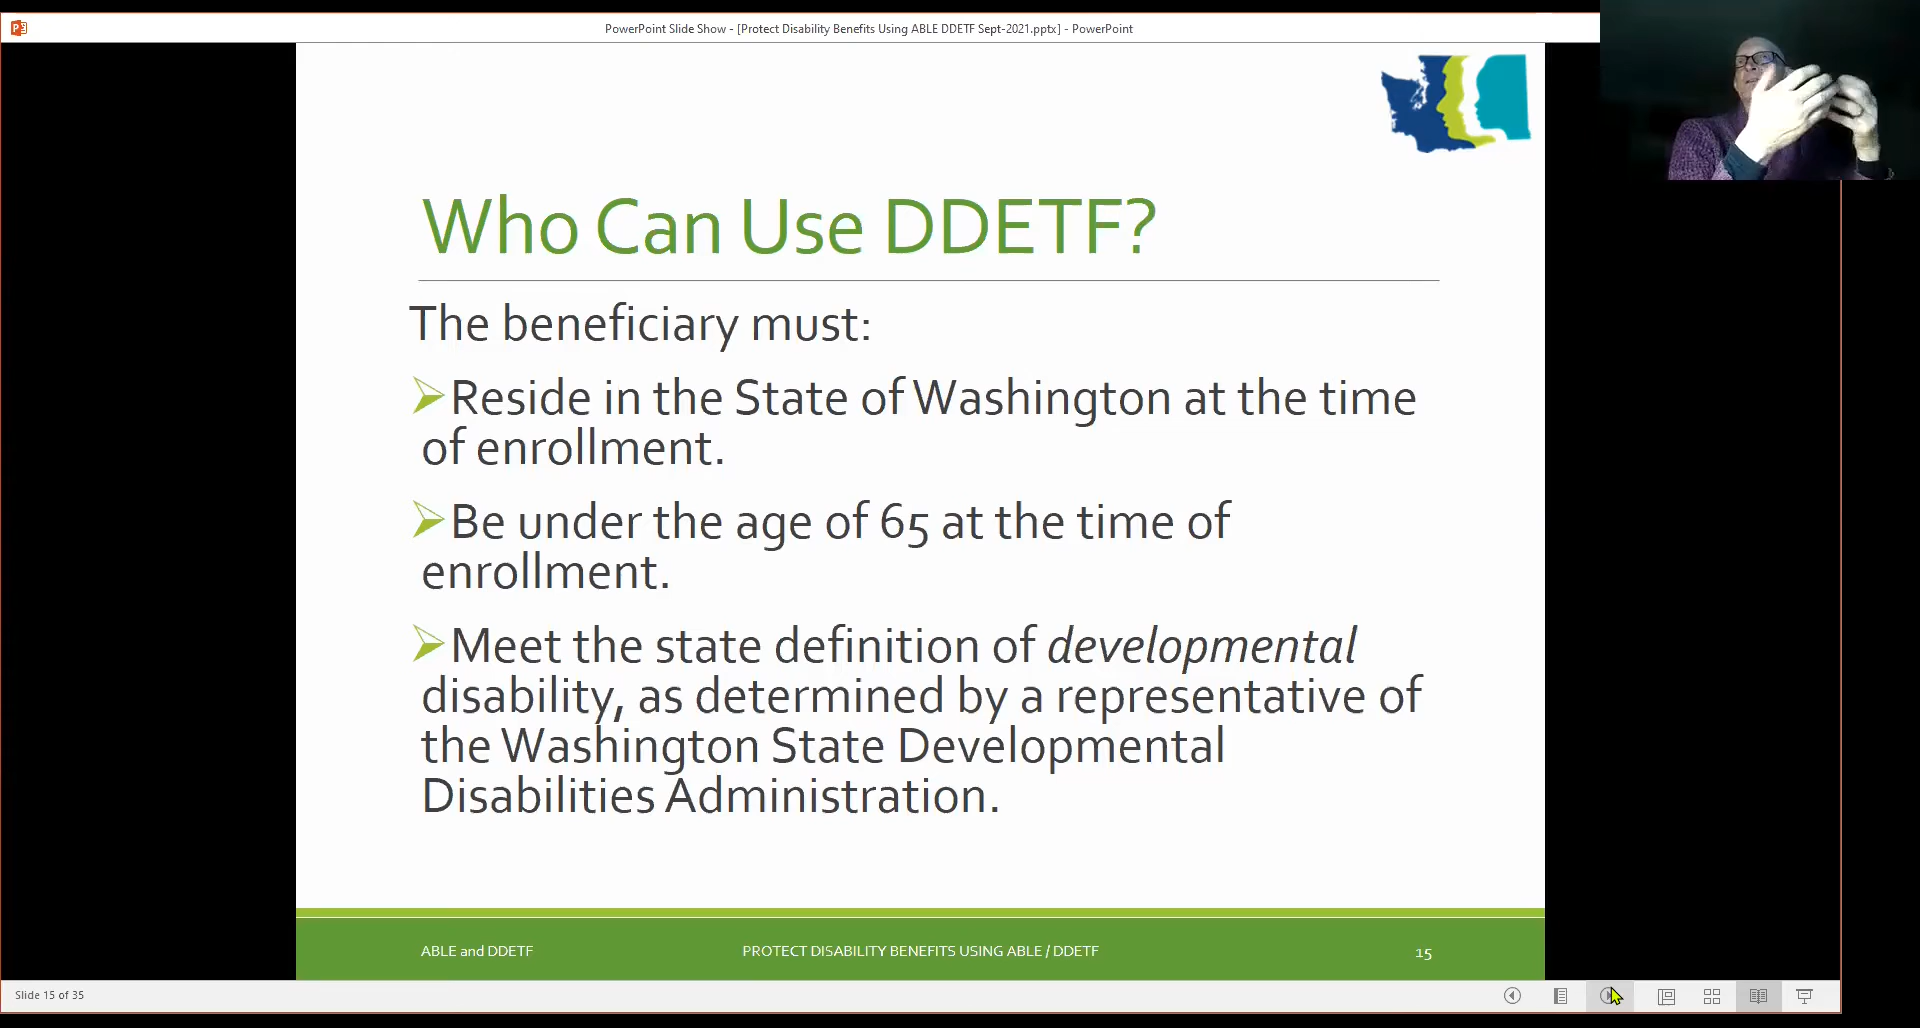 PowerPoint Slide Show - [Protect Disability Benefits Using ABLE DDETF Sept-2021.pptx] - PowerPoint
Who Can Use DDETF?
The beneficiary must:
Reside in the State of Washington at the time
of enrollment.
Be under the age of 65 at the time of
enrollment.
Meet the state definition of developmental
disability, as determined by a representative of
the Washington State Developmental
Disabilities Administration.
ABLE and DDETF
PROTECT DISABILITY BENEFITS USING ABLE / DDETF
15
Slide 15 of 35